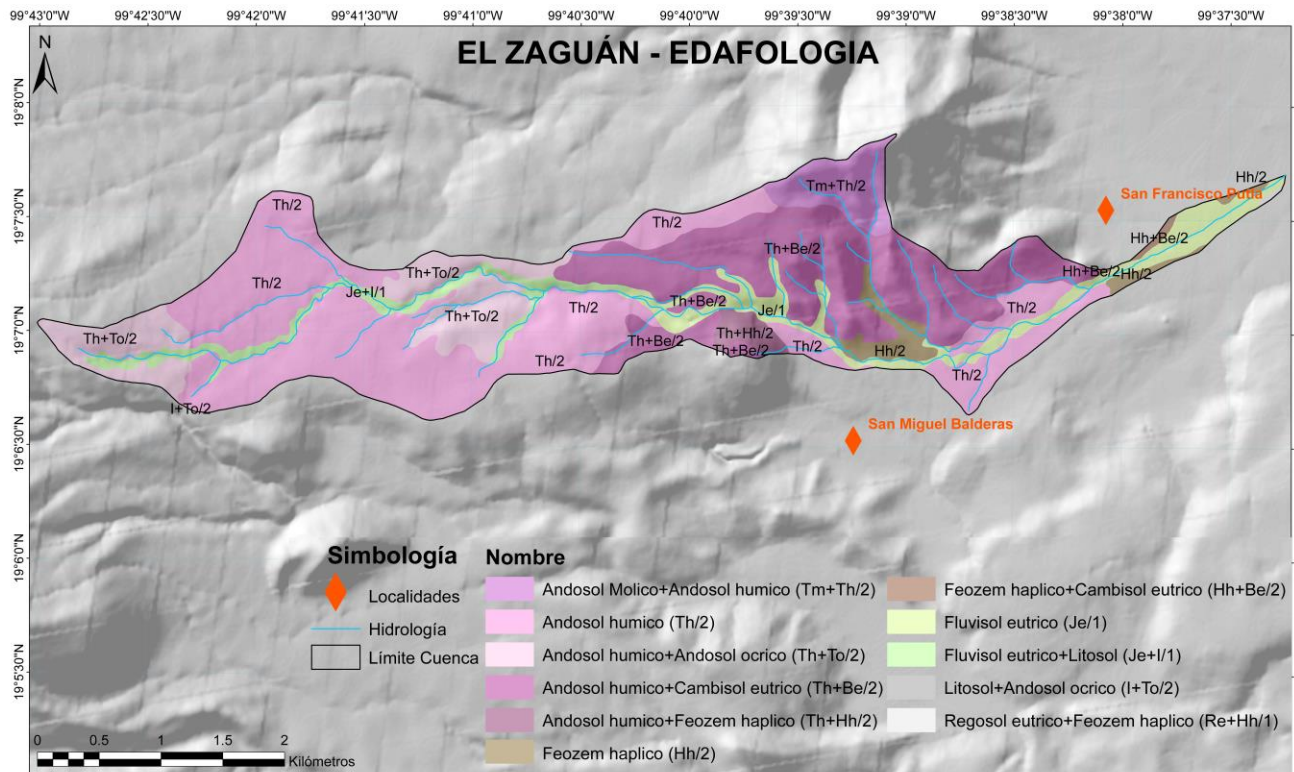 99°43'0"W 99°42'30"W 99°42'0"W 99°41'30"W 99°41'0"W 99°40'30"W 99°40'0"W 99°39'30"W 99°39'0"W 99°38'30"W 99°38'0"W 99°37'30"W
N
EL ZAGUÁN - EDAFOLOGIA
19°8'0"N
19°7'30"N
19°7'0"N
19°6'30"N
19°6'0"N
19°5'30"N
Hh/2
Tm+Th/2
San Francisco Putla
Th/2
Th/2
Hh+Be/2
Th+Be/2
Th+To/2
Hh+Be/2
Hh/2
Th/2
Je+I/1
Th+Be/2
Th/2
Je/1
Th/2
Th+To/2
Th+To/2
Th+Hh/2
Th+Be/2
Th/2
Th+Be/2
Hh/2
Th/2
Th/2
I+To/2
San Miguel Balderas
Simbología
Localidades
Hidrología
Límite Cuenca
Nombre
Andosol Molico+Andosol humico (Tm+Th/2)
Andosol humico (Th/2)
Andosol humico+Andosol ocrico (Th+To/2)
Andosol humico+Cambisol eutrico (Th+Be/2)
Andosol humico+Feozem haplico (Th+Hh/2)
Feozem haplico (Hh/2)
Feozem haplico+Cambisol eutrico (Hh+Be/2)
Fluvisol eutrico (Je/1)
Fluvisol eutrico+Litosol (Je+I/1)
Litosol+Andosol ocrico (I+To/2)
Regosol eutrico+Feozem haplico (Re+Hh/1)
0 0.5 1 1.5 2
Kilómetros